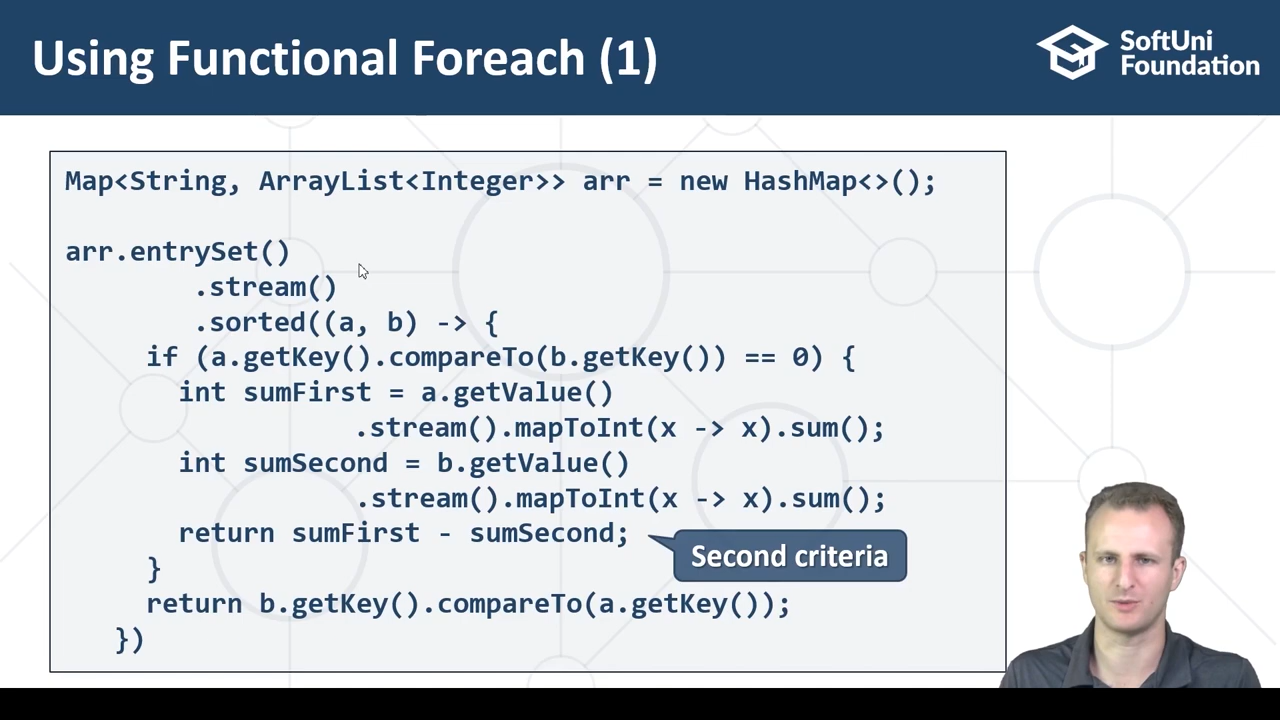 Using Functional Foreach (1)
SoftUni
Foundation
Map<String, ArrayList<Integer>> arr = new HashMap<>();
arr.entrySet()
.stream()
.sorted((a, b) -> {
if (a.getKey().compareTo(b.getKey()) == 0) {
int sumFirst = a.getValue()
.stream().mapToInt(x -> x).sum();
int sumSecond = b.getValue()
.stream().mapToInt(x -> x).sum();
return sumFirst - sumSecond;
Second criteria
}
return b.getKey().compareTo(a.getKey());
})